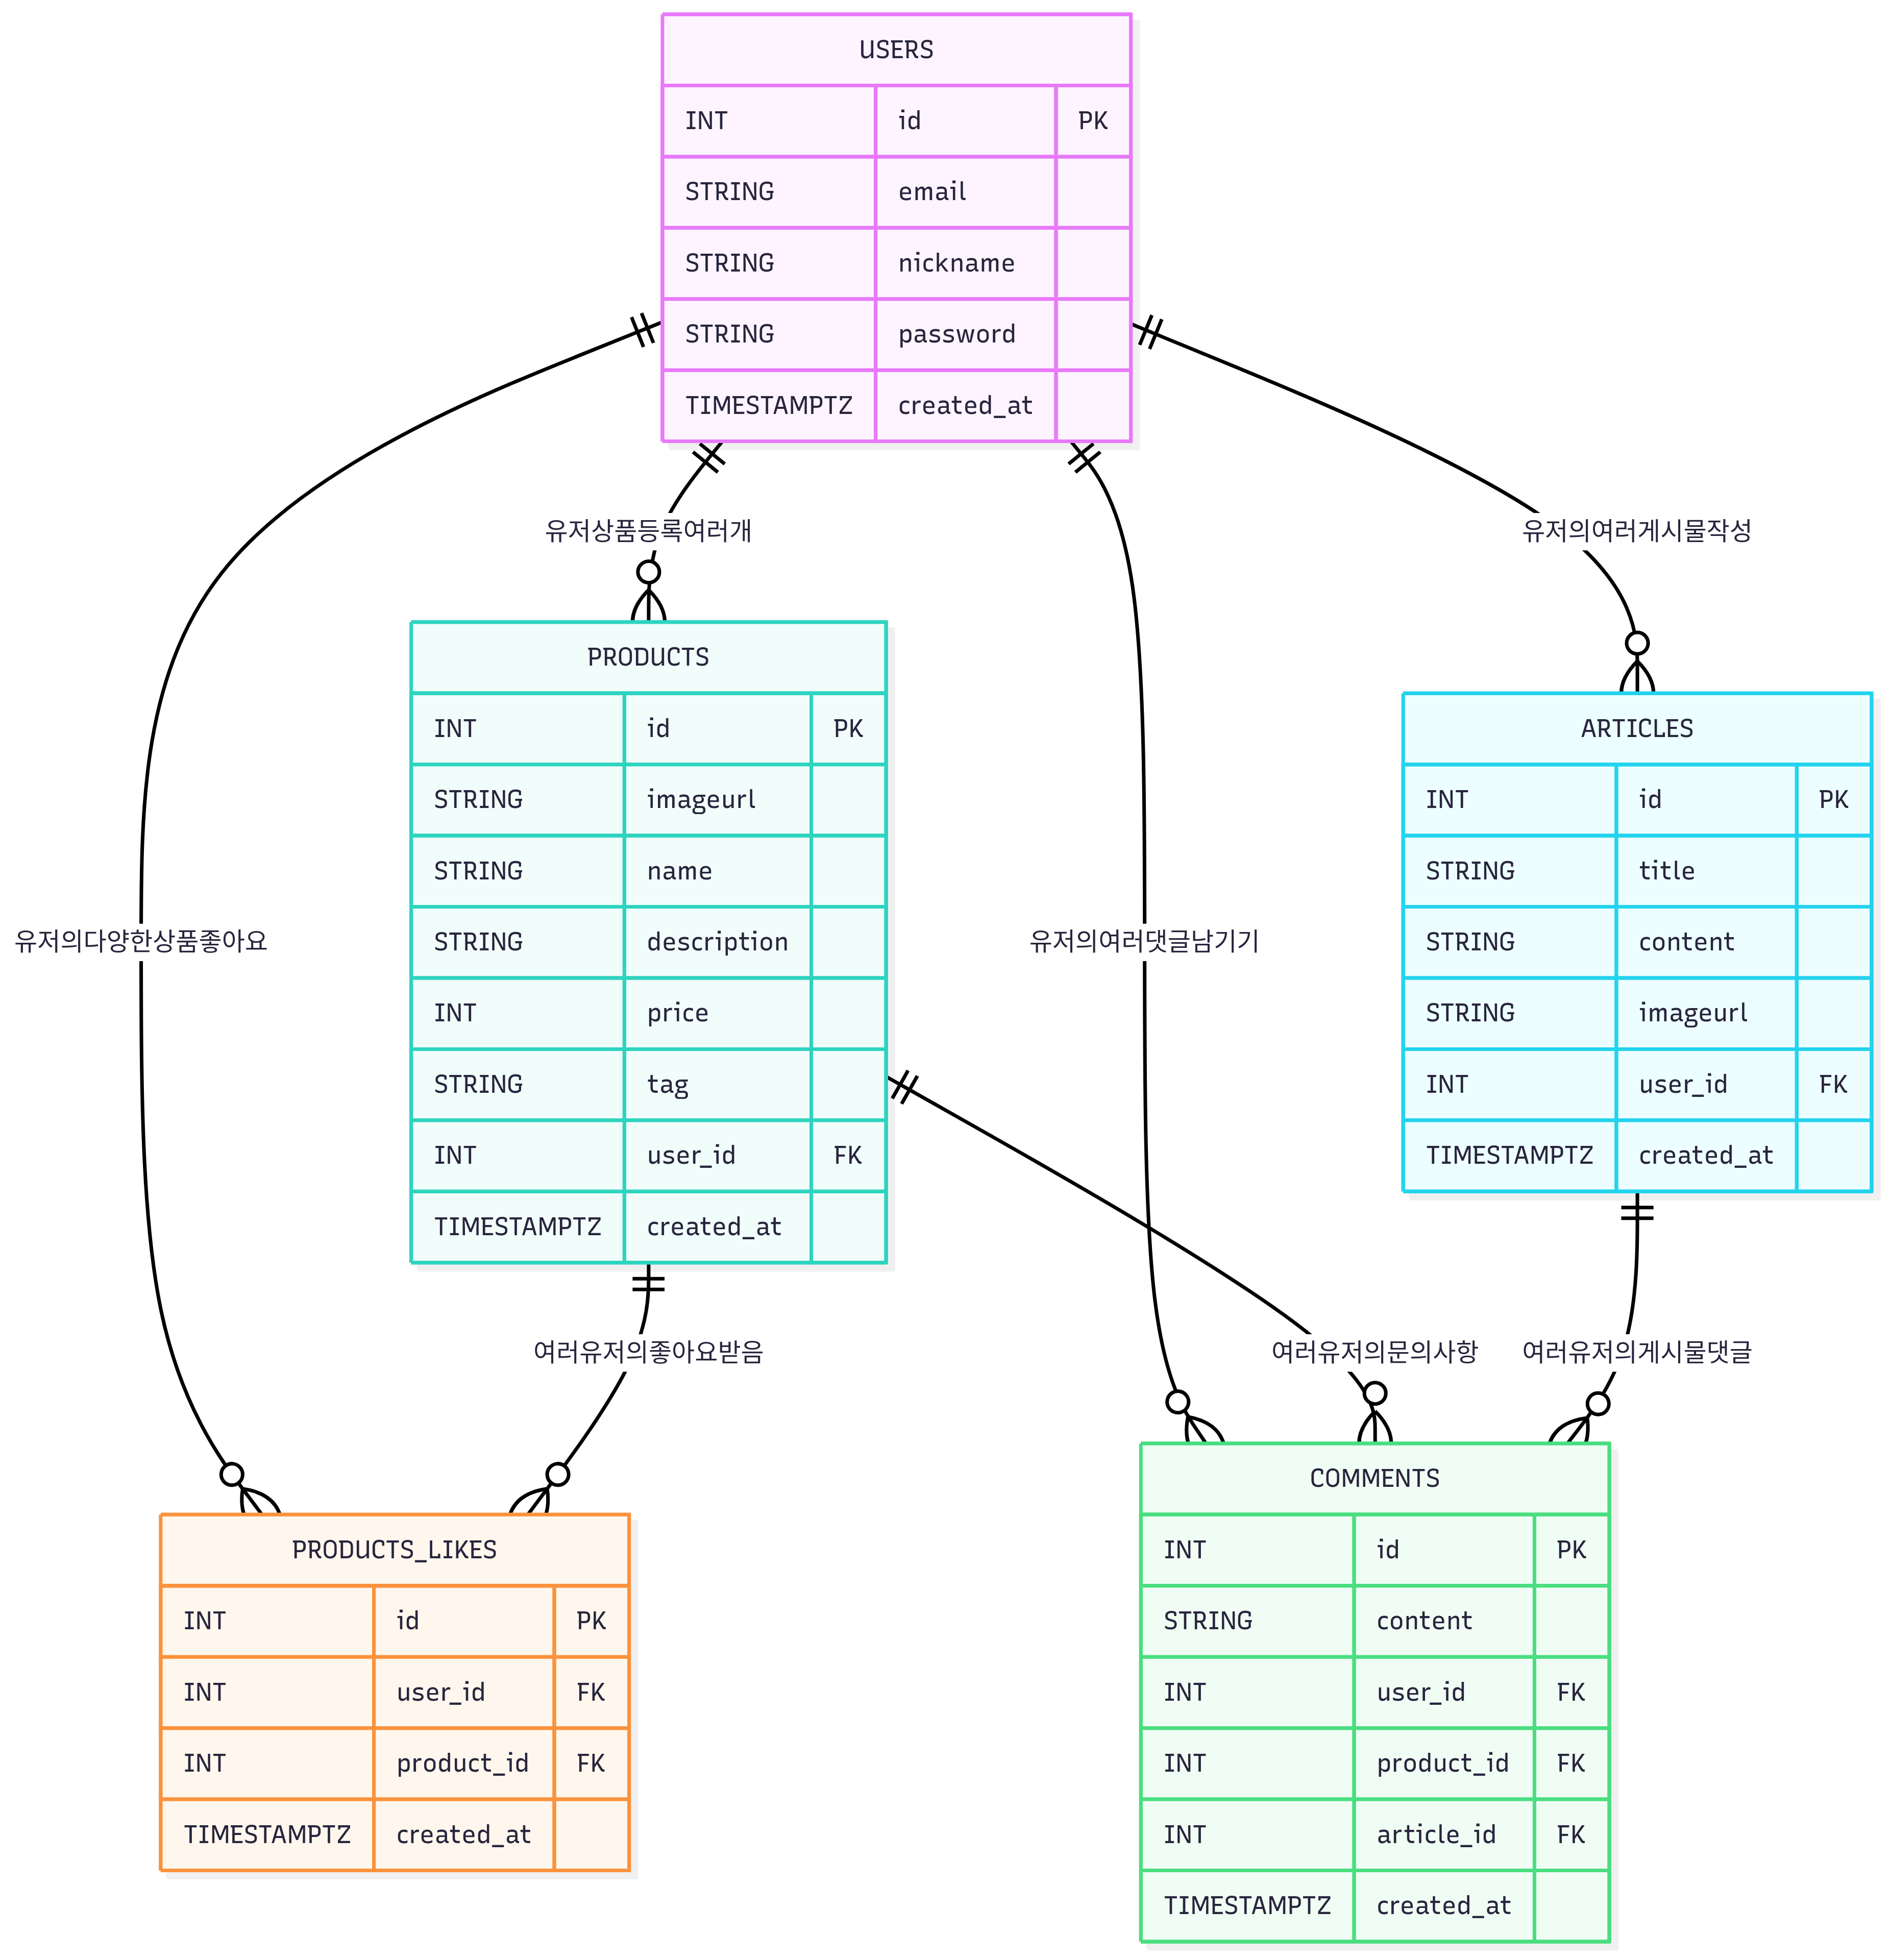 USERS
INT id PK
STRING email
STRING nickname
STRING password
TIMESTAMPTZ created_at
유저상품등록여러개
유저의여러게시물작성
PRODUCTS
INT id PK
STRING imageurl
STRING name
STRING description
INT price
STRING tag
INT user_id FK
TIMESTAMPTZ created_at
ARTICLES
INT id PK
STRING title
STRING content
STRING imageurl
INT user_id FK
TIMESTAMPTZ created_at
유저의다양한상품좋아요
유저의여러댓글남기기
여러유저의좋아요받음
여러유저의문의사항
여러유저의게시물댓글
PRODUCTS_LIKES
INT id PK
INT user_id FK
INT product_id FK
TIMESTAMPTZ created_at
COMMENTS
INT id PK
STRING content
INT user_id FK
INT product_id FK
INT article_id FK
TIMESTAMPTZ created_at